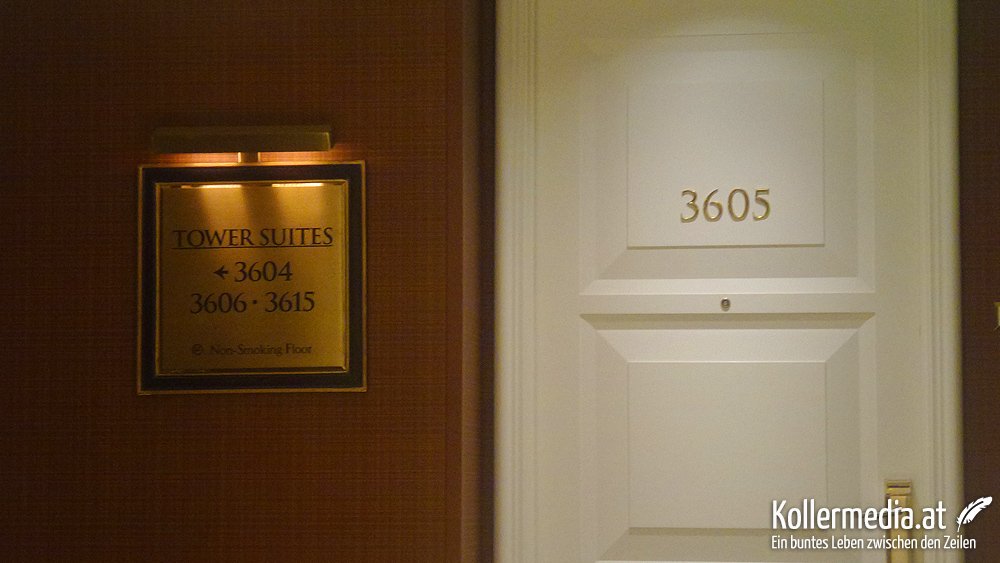 TOWER SUITES
← 3604
3606 · 3615
Non-Smoking Floor
3605
Kollermedia.at
Ein buntes Leben zwischen den Zeilen